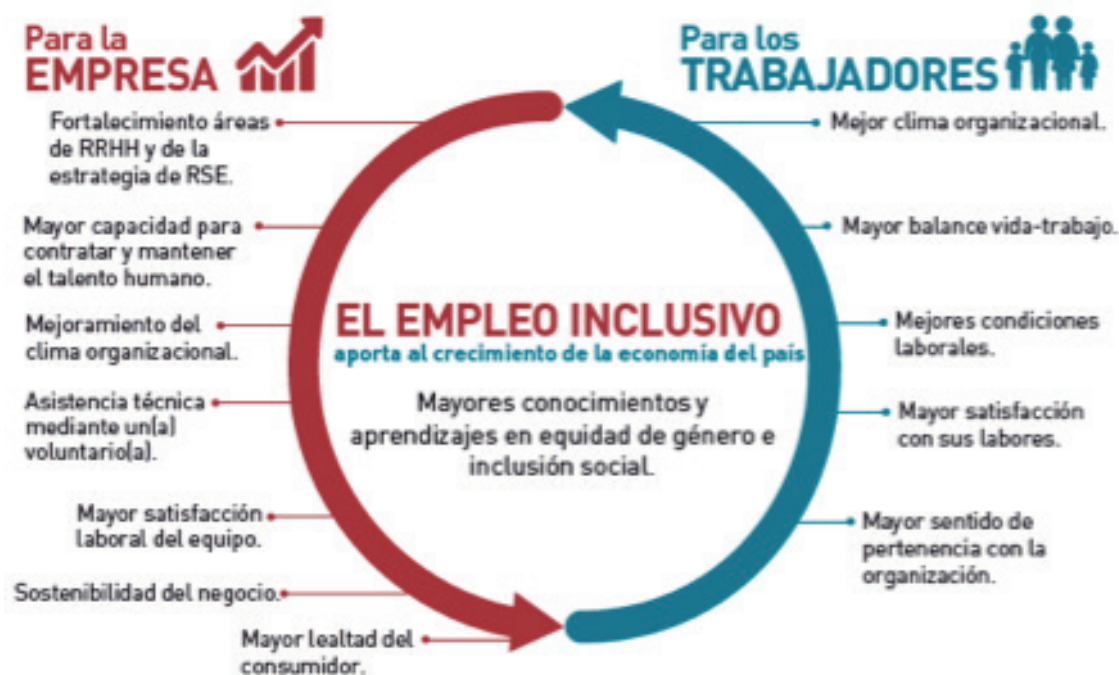 Para la
EMPRESA
Fortalecimiento áreas
de RRHH y de la
estrategia de RSE.
Mayor capacidad para
contratar y mantener
el talento humano.
Mejoramiento del
clima organizacional.
Asistencia técnica
mediante un(a)
voluntario(a).
Mayor satisfacción
laboral del equipo.
Sostenibilidad del negocio.
Mayor lealtad del
consumidor.
EL EMPLEO INCLUSIVO
aporta al crecimiento de la economía del país
Mayores conocimientos y
aprendizajes en equidad de género e
inclusión social.
Para los
TRABAJADORES
Mejor clima organizacional.
Mayor balance vida-trabajo.
Mejores condiciones
laborales.
Mayor satisfacción
con sus labores.
Mayor sentido de
pertenencia con la
organización.